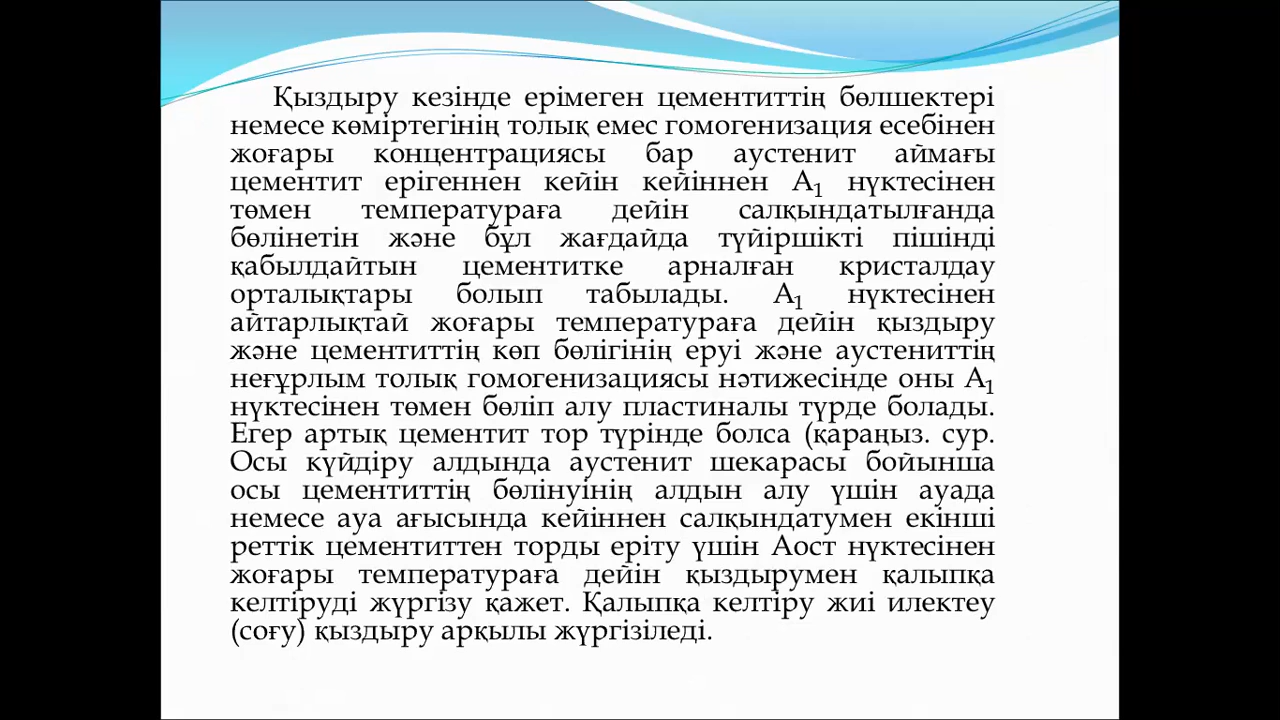 Қыздыру кезінде ерімеген цементиттің бөлшектері
немесе көміртегінің толық емес гомогенизация есебінен
жоғары концентрациясы бар аустенит аймағы
цементит ерігеннен кейін кейіннен А₁ нүктесінен
төмен температураға дейін салқындатылғанда
бөлінетін және бұл жағдайда түйіршікті пішінді
қабылдайтын цементитке арналған кристалдау
орталықтары болып табылады. А₁ нүктесінен
айтарлықтай жоғары температураға дейін қыздыру
және цементиттің көп бөлігінің еруі және аустениттің
неғұрлым толық гомогенизациясы нәтижесінде оны А₁
нүктесінен төмен бөліп алу пластиналы түрде болады.
Егер артық цементит тор түрінде болса (қараңыз. сур.
Осы күйдіру алдында аустенит шекарасы бойынша
осы цементиттің бөлінуінің алдын алу үшін ауада
немесе ауа ағысында кейіннен салқындатумен екінші
реттік цементиттен торды еріту үшін Аост нүктесінен
жоғары температураға дейін қыздырумен қалыпқа
келтіруді жүргізу қажет. Қалыпқа келтіру жиі илектеу
(соғу) қыздыру арқылы жүргізіледі.